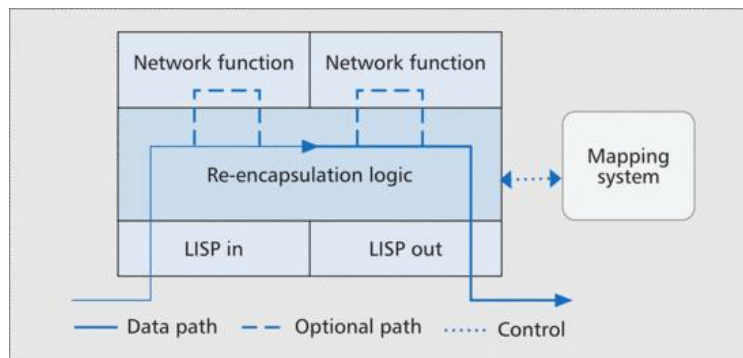 Network function
Network function
Re-encapsulation logic
Mapping
system
LISP in
LISP out
Data path
Optional path
Control